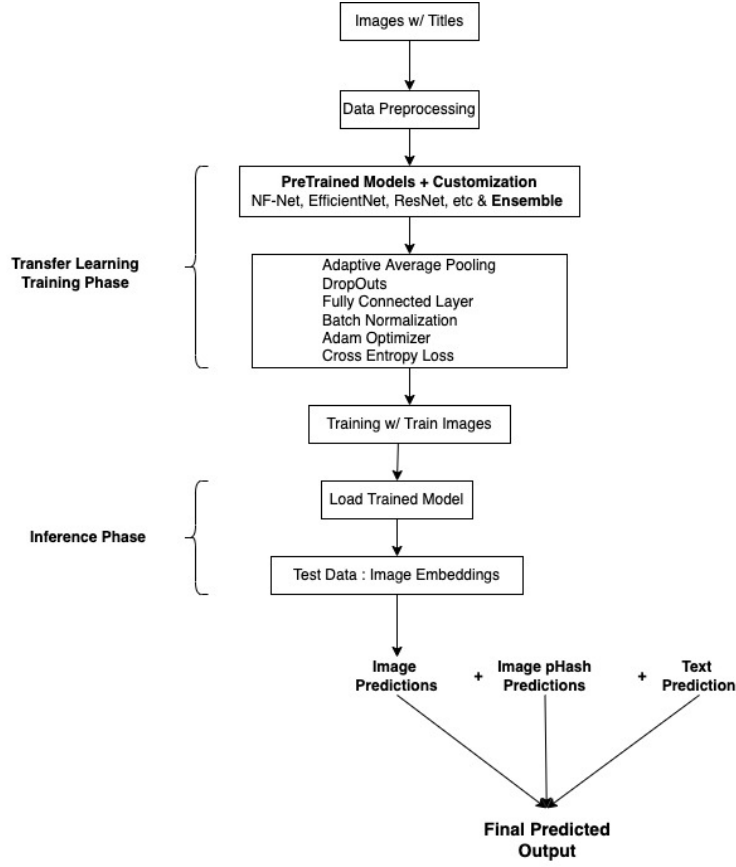 Images w/ Titles
Data Preprocessing
PreTrained Models + Customization
NF-Net, EfficientNet, ResNet, etc & Ensemble
Transfer Learning
Training Phase
Adaptive Average Pooling
DropOuts
Fully Connected Layer
Batch Normalization
Adam Optimizer
Cross Entropy Loss
Training w/ Train Images
Load Trained Model
Inference Phase
Test Data : Image Embeddings
Image
Predictions
+
Image pHash
Predictions
+
Text
Prediction
Final Predicted
Output